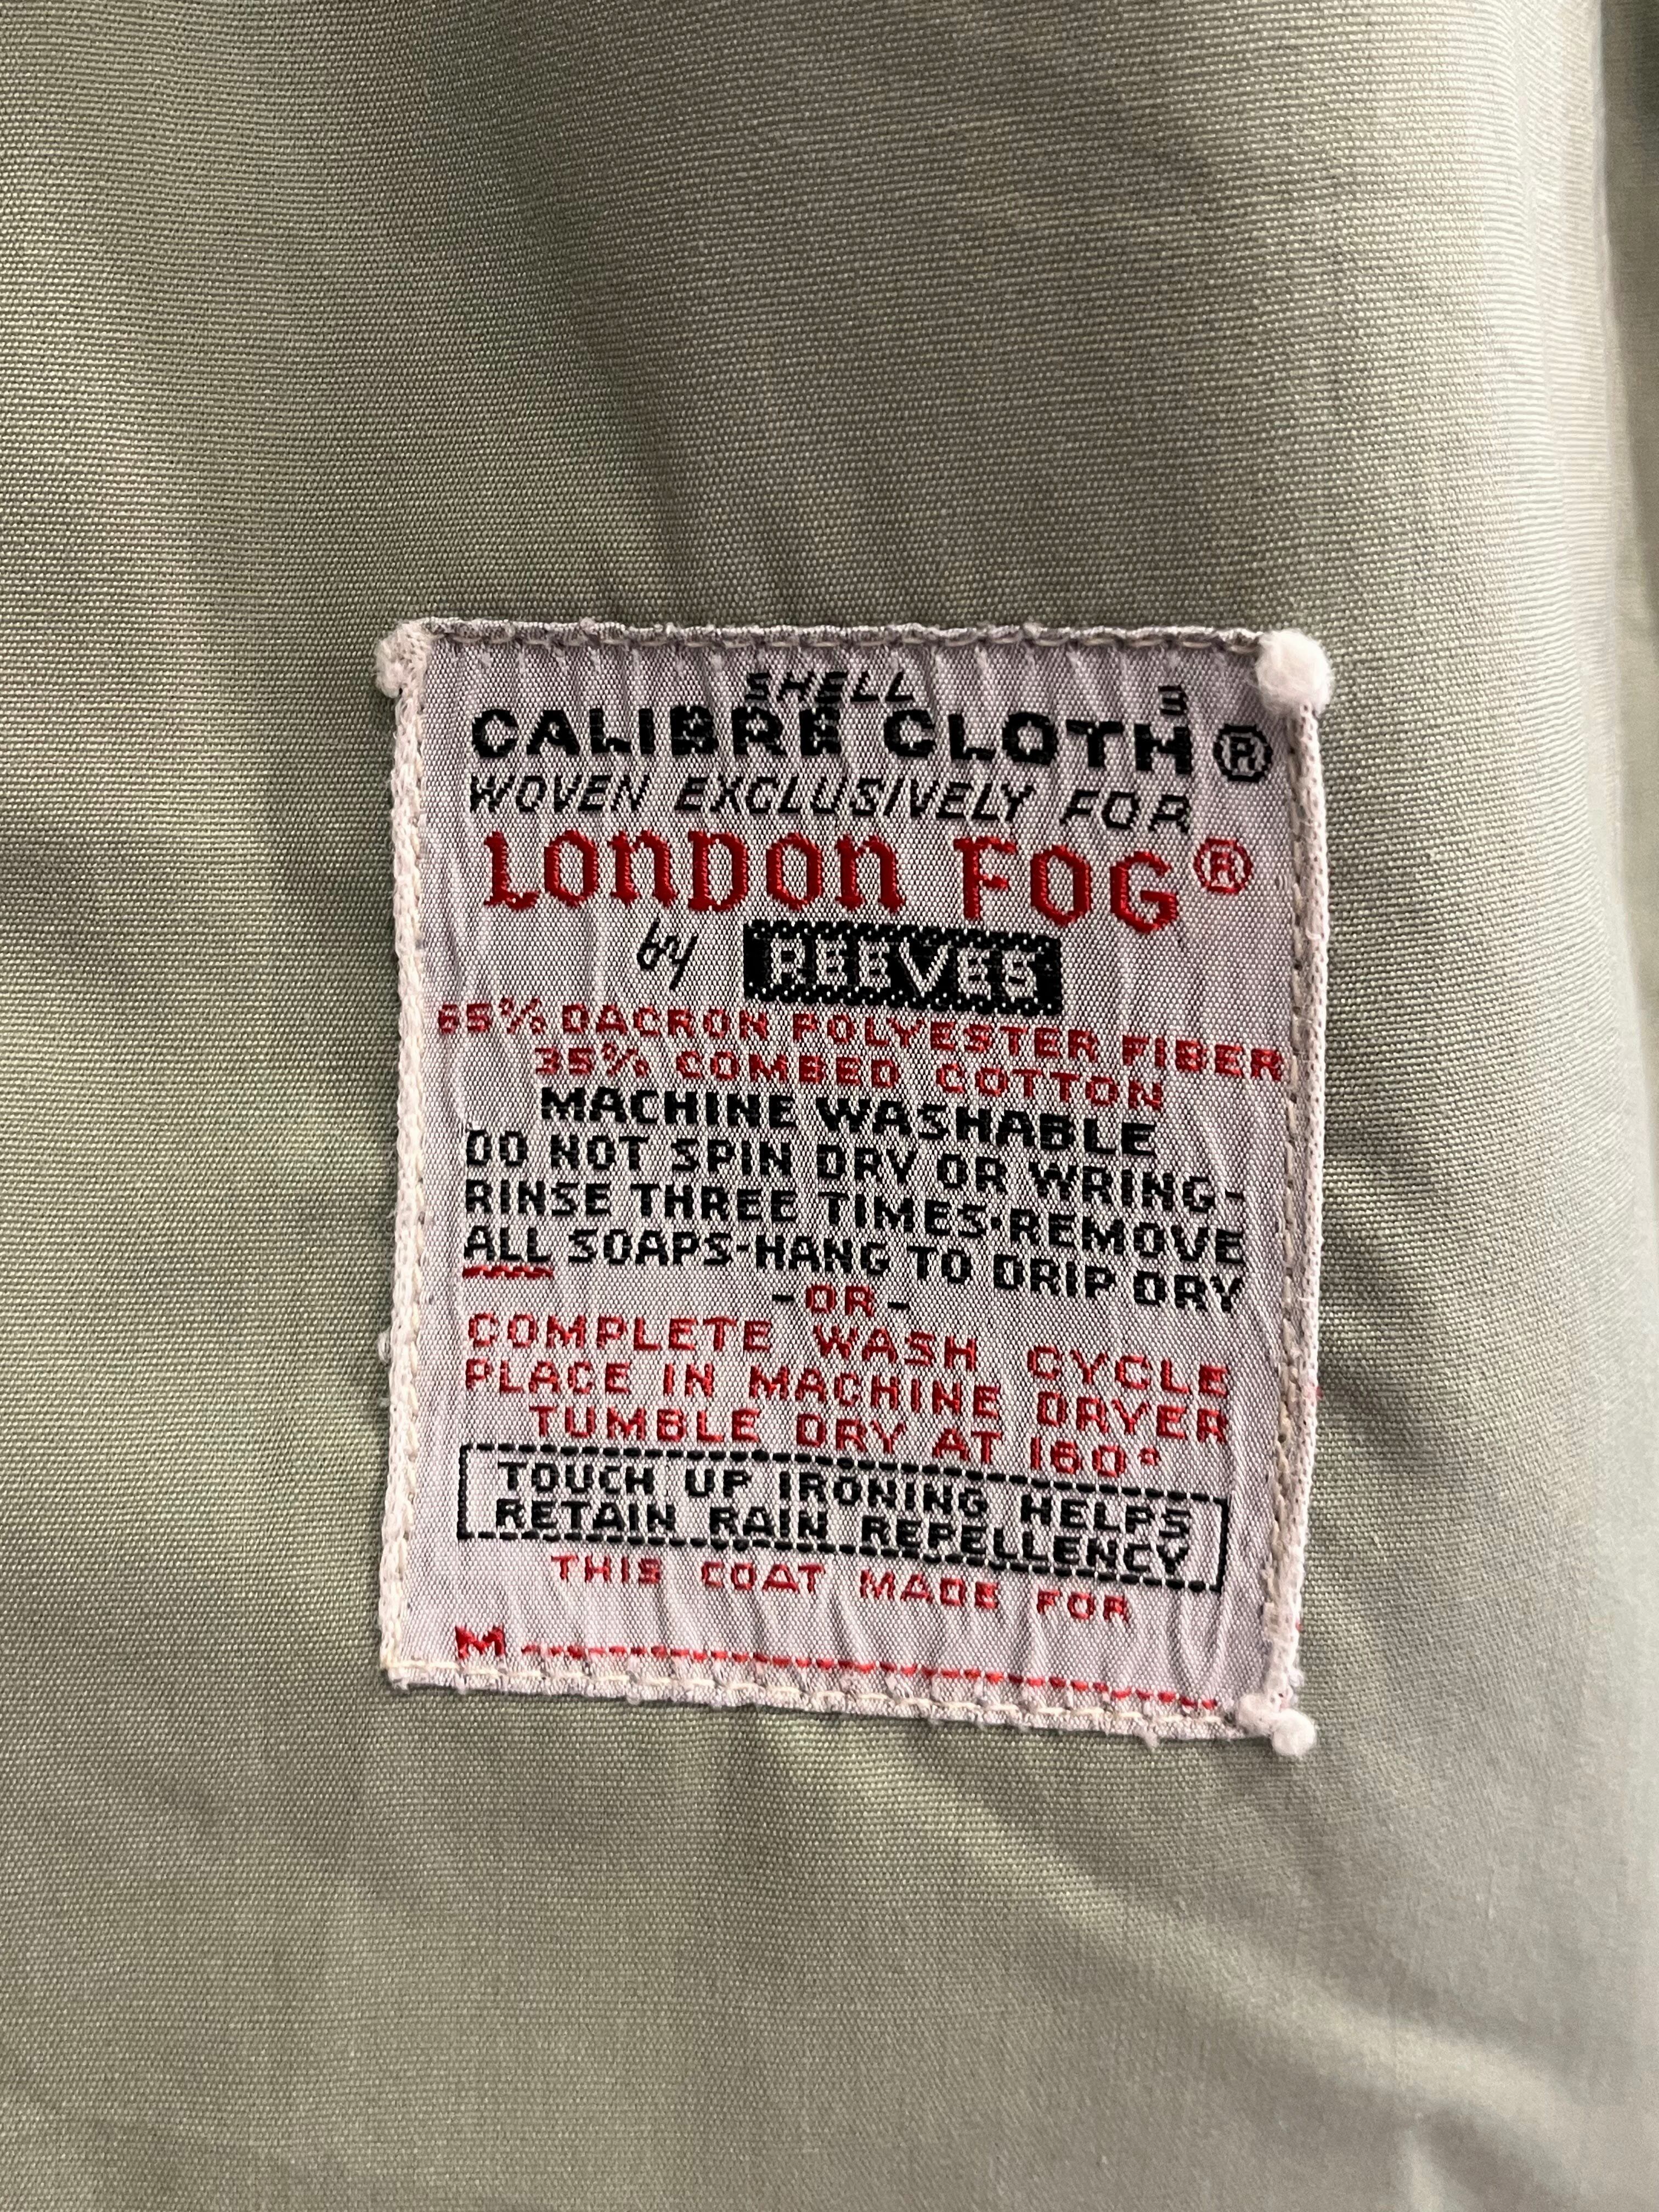 SHELL 3
CALIBRE CLOTH®
WOVEN EXCLUSIVELY FOR
LONDON FOG®
by REEVES
65% DACRON POLYESTER FIBER
35% COMBED COTTON
MACHINE WASHABLE
DO NOT SPIN DRY OR WRING-
RINSE THREE TIMES·REMOVE
ALL SOAPS-HANG TO DRIP DRY
-OR-
COMPLETE WASH CYCLE
PLACE IN MACHINE DRYER
TUMBLE DRY AT 160°
TOUCH UP IRONING HELPS
RETAIN RAIN REPELLENCY
THIS COAT MADE FOR
M